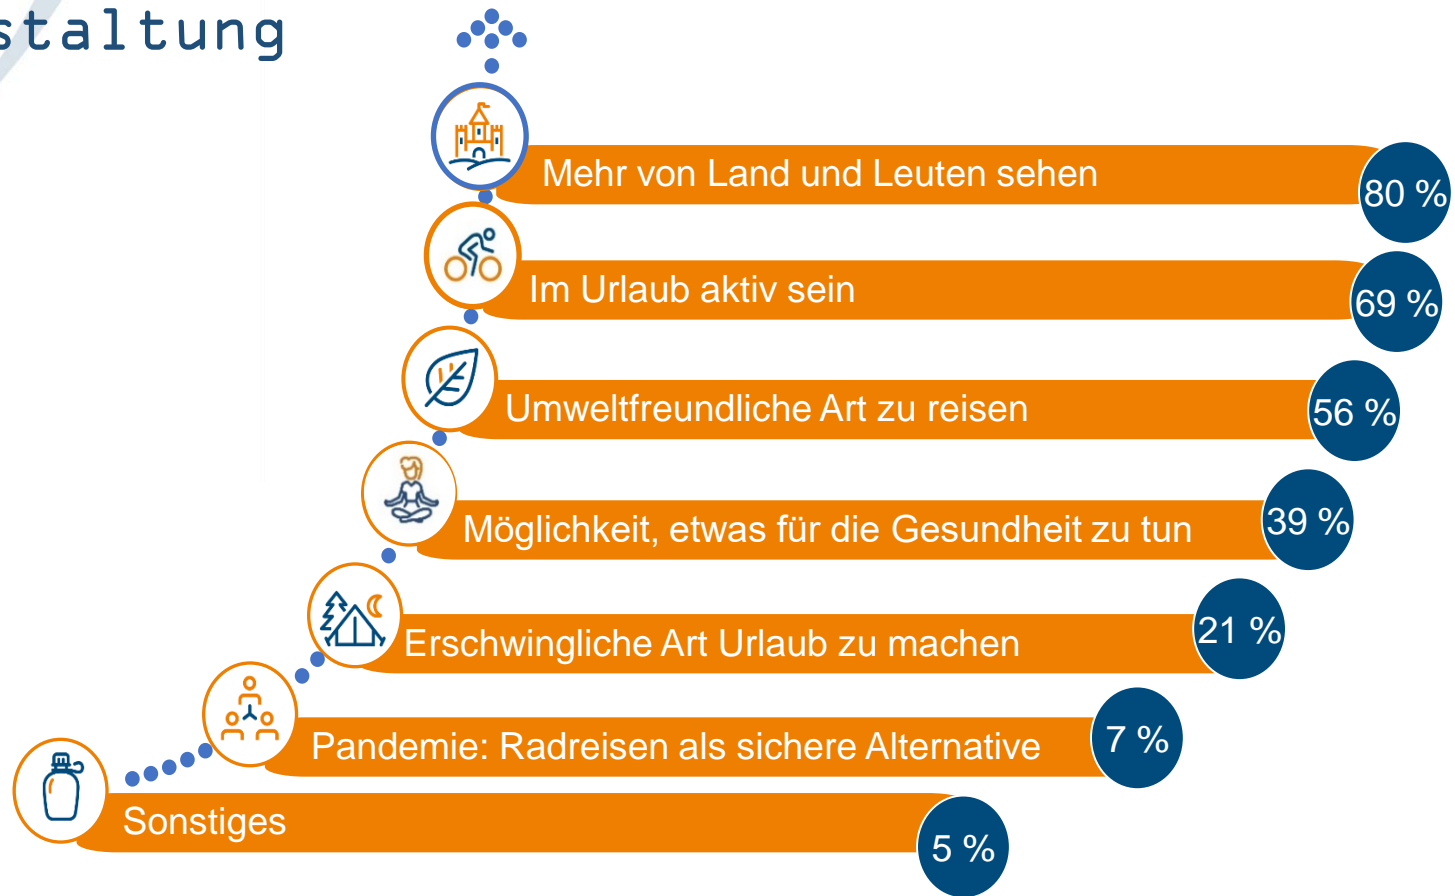 staltung
Mehr von Land und Leuten sehen
80 %
Im Urlaub aktiv sein
69 %
Umweltfreundliche Art zu reisen
56 %
Möglichkeit, etwas für die Gesundheit zu tun
39 %
Erschwingliche Art Urlaub zu machen
21 %
Pandemie: Radreisen als sichere Alternative
7 %
Sonstiges
5 %